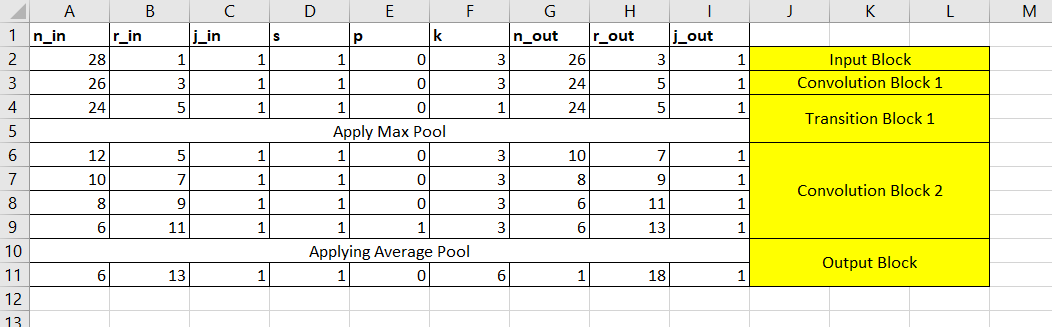 A B C D E F G H I J K L M
1 n_in r_in j_in s p k n_out r_out j_out
2 28 1 1 1 0 3 26 3 1 Input Block
3 26 3 1 1 0 3 24 5 1 Convolution Block 1
4 24 5 1 1 0 1 24 5 1 Transition Block 1
5 Apply Max Pool
6 12 5 1 1 0 3 10 7 1 Convolution Block 2
7 10 7 1 1 0 3 8 9 1
8 8 9 1 1 0 3 6 11 1
9 6 11 1 1 1 3 6 13 1
10 Applying Average Pool Output Block
11 6 13 1 1 0 6 1 18 1
12
13